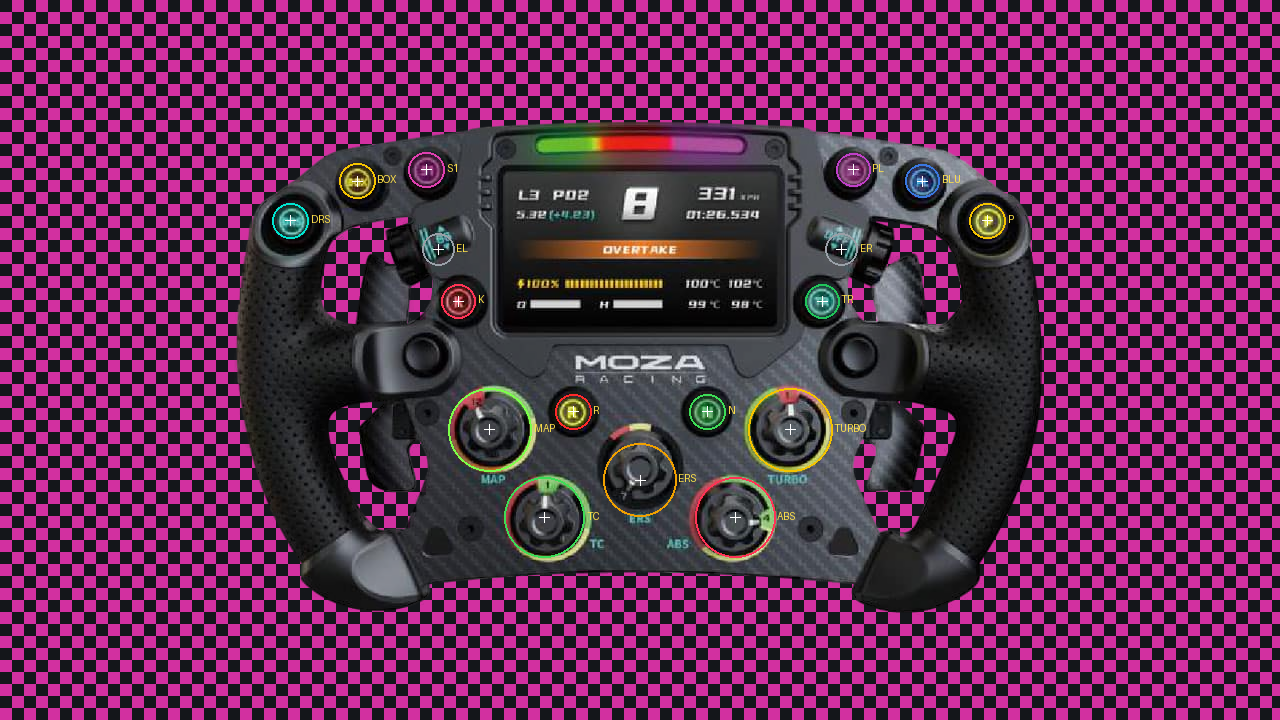 S1
PL
BOX
BLU
DRS
P
L3 P02
8
331 KPH
5.32 (+4.23)
01:26.534
EL
ER
OVERTAKE
K
TR
100% 100°C 102°C
Q H 99 °C 98 °C
MOZA
RACING
R
N
MAP
TURBO
MAP
ERS
TURBO
TC
ERS
ABS
TC
ABS